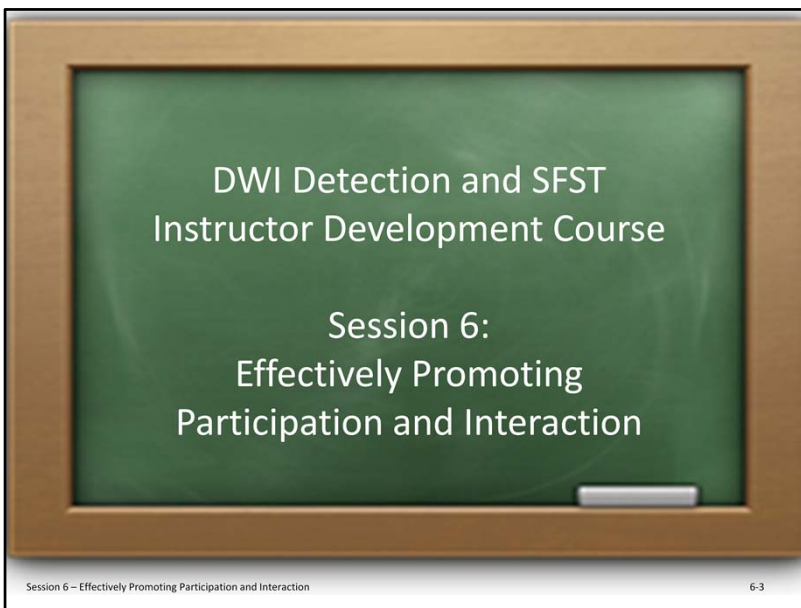 DWI Detection and SFST
Instructor Development Course
Session 6:
Effectively Promoting
Participation and Interaction
Session 6 – Effectively Promoting Participation and Interaction
6-3